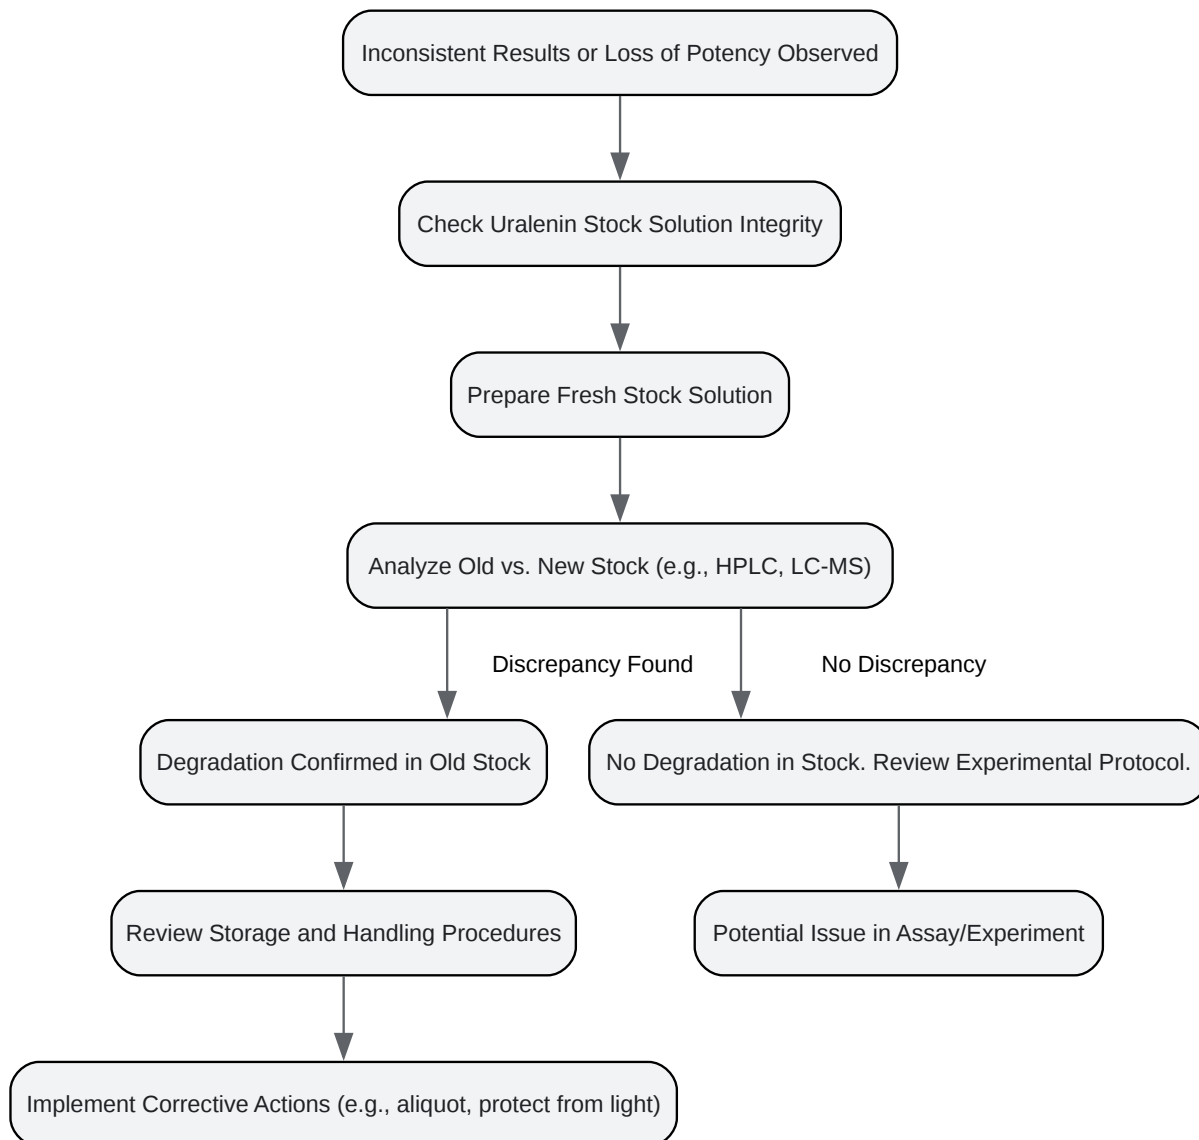 Inconsistent Results or Loss of Potency Observed
Check Uralenin Stock Solution Integrity
Prepare Fresh Stock Solution
Analyze Old vs. New Stock (e.g., HPLC, LC-MS)
Discrepancy Found
No Discrepancy
Degradation Confirmed in Old Stock
No Degradation in Stock. Review Experimental Protocol.
Review Storage and Handling Procedures
Potential Issue in Assay/Experiment
Implement Corrective Actions (e.g., aliquot, protect from light)